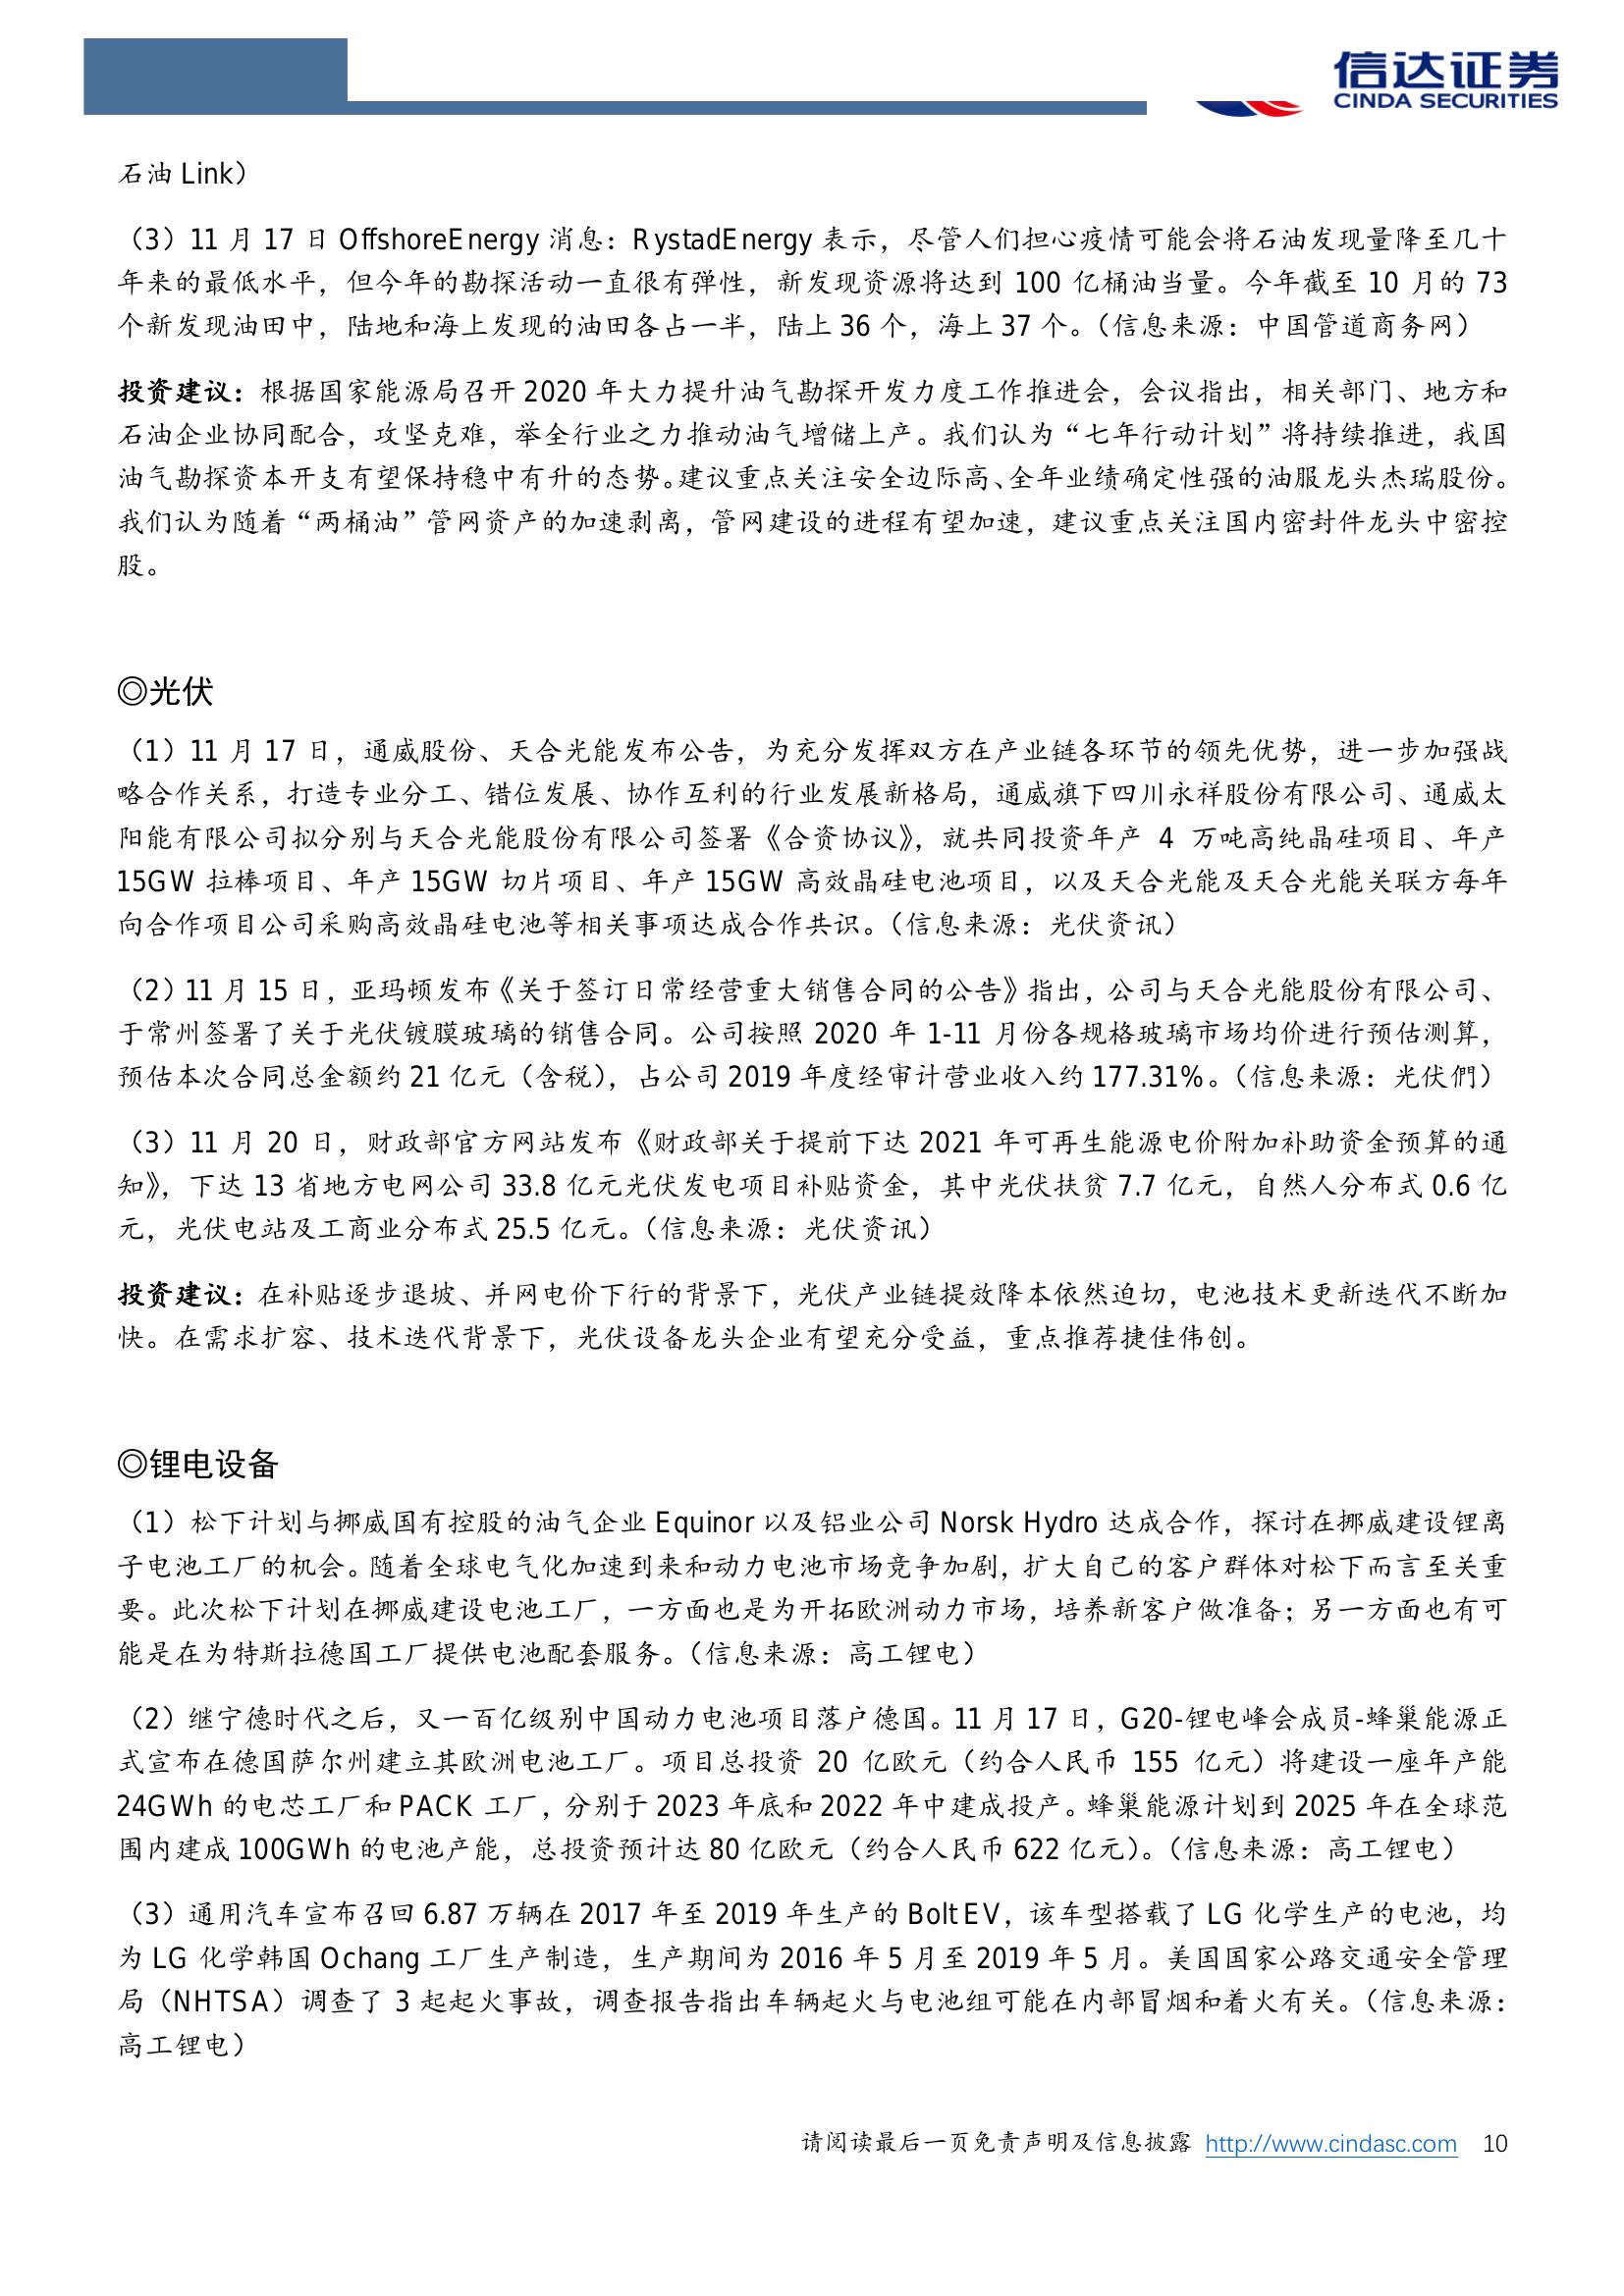 信达证券
CINDA SECURITIES
石油 Link）
（3）11 月 17 日 OffshoreEnergy 消息：RystadEnergy 表示，尽管人们担心疫情可能会将石油发现量降至几十
年来的最低水平，但今年的勘探活动一直很有弹性，新发现资源将达到 100 亿桶油当量。今年截至 10 月的 73
个新发现油田中，陆地和海上发现的油田各占一半，陆上 36 个，海上 37 个。（信息来源：中国管道商务网）
投资建议：根据国家能源局召开 2020 年大力提升油气勘探开发力度工作推进会，会议指出，相关部门、地方和
石油企业协同配合，攻坚克难，举全行业之力推动油气增储上产。我们认为“七年行动计划”将持续推进，我国
油气勘探资本开支有望保持稳中有升的态势。建议重点关注安全边际高、全年业绩确定性强的油服龙头杰瑞股份。
我们认为随着“两桶油”管网资产的加速剥离，管网建设的进程有望加速，建议重点关注国内密封件龙头中密控
股。
◎光伏
（1）11 月 17 日，通威股份、天合光能发布公告，为充分发挥双方在产业链各环节的领先优势，进一步加强战
略合作关系，打造专业分工、错位发展、协作互利的行业发展新格局，通威旗下四川永祥股份有限公司、通威太
阳能有限公司拟分别与天合光能股份有限公司签署《合资协议》，就共同投资年产 4 万吨高纯晶硅项目、年产
15GW 拉棒项目、年产 15GW 切片项目、年产 15GW 高效晶硅电池项目，以及天合光能及天合光能关联方每年
向合作项目公司采购高效晶硅电池等相关事项达成合作共识。（信息来源：光伏资讯）
（2）11 月 15 日，亚玛顿发布《关于签订日常经营重大销售合同的公告》指出，公司与天合光能股份有限公司、
于常州签署了关于光伏镀膜玻璃的销售合同。公司按照 2020 年 1-11 月份各规格玻璃市场均价进行预估测算，
预估本次合同总金额约 21 亿元（含税），占公司 2019 年度经审计营业收入约 177.31%。（信息来源：光伏們）
（3）11 月 20 日，财政部官方网站发布《财政部关于提前下达 2021 年可再生能源电价附加补助资金预算的通
知》，下达 13 省地方电网公司 33.8 亿元光伏发电项目补贴资金，其中光伏扶贫 7.7 亿元，自然人分布式 0.6 亿
元，光伏电站及工商业分布式 25.5 亿元。（信息来源：光伏资讯）
投资建议：在补贴逐步退坡、并网电价下行的背景下，光伏产业链提效降本依然迫切，电池技术更新迭代不断加
快。在需求扩容、技术迭代背景下，光伏设备龙头企业有望充分受益，重点推荐捷佳伟创。
◎锂电设备
（1）松下计划与挪威国有控股的油气企业 Equinor 以及铝业公司 Norsk Hydro 达成合作，探讨在挪威建设锂离
子电池工厂的机会。随着全球电气化加速到来和动力电池市场竞争加剧，扩大自己的客户群体对松下而言至关重
要。此次松下计划在挪威建设电池工厂，一方面也是为开拓欧洲动力市场，培养新客户做准备；另一方面也有可
能是在为特斯拉德国工厂提供电池配套服务。（信息来源：高工锂电）
（2）继宁德时代之后，又一百亿级别中国动力电池项目落户德国。11 月 17 日，G20-锂电峰会成员-蜂巢能源正
式宣布在德国萨尔州建立其欧洲电池工厂。项目总投资 20 亿欧元（约合人民币 155 亿元）将建设一座年产能
24GWh 的电芯工厂和 PACK 工厂，分别于 2023 年底和 2022 年中建成投产。蜂巢能源计划到 2025 年在全球范
围内建成 100GWh 的电池产能，总投资预计达 80 亿欧元（约合人民币 622 亿元）。（信息来源：高工锂电）
（3）通用汽车宣布召回 6.87 万辆在 2017 年至 2019 年生产的 Bolt EV，该车型搭载了 LG 化学生产的电池，均
为 LG 化学韩国 Ochang 工厂生产制造，生产期间为 2016 年 5 月至 2019 年 5 月。美国国家公路交通安全管理
局（NHTSA）调查了 3 起起火事故，调查报告指出车辆起火与电池组可能在内部冒烟和着火有关。（信息来源：
高工锂电）
请阅读最后一页免责声明及信息披露 http://www.cindasc.com 10